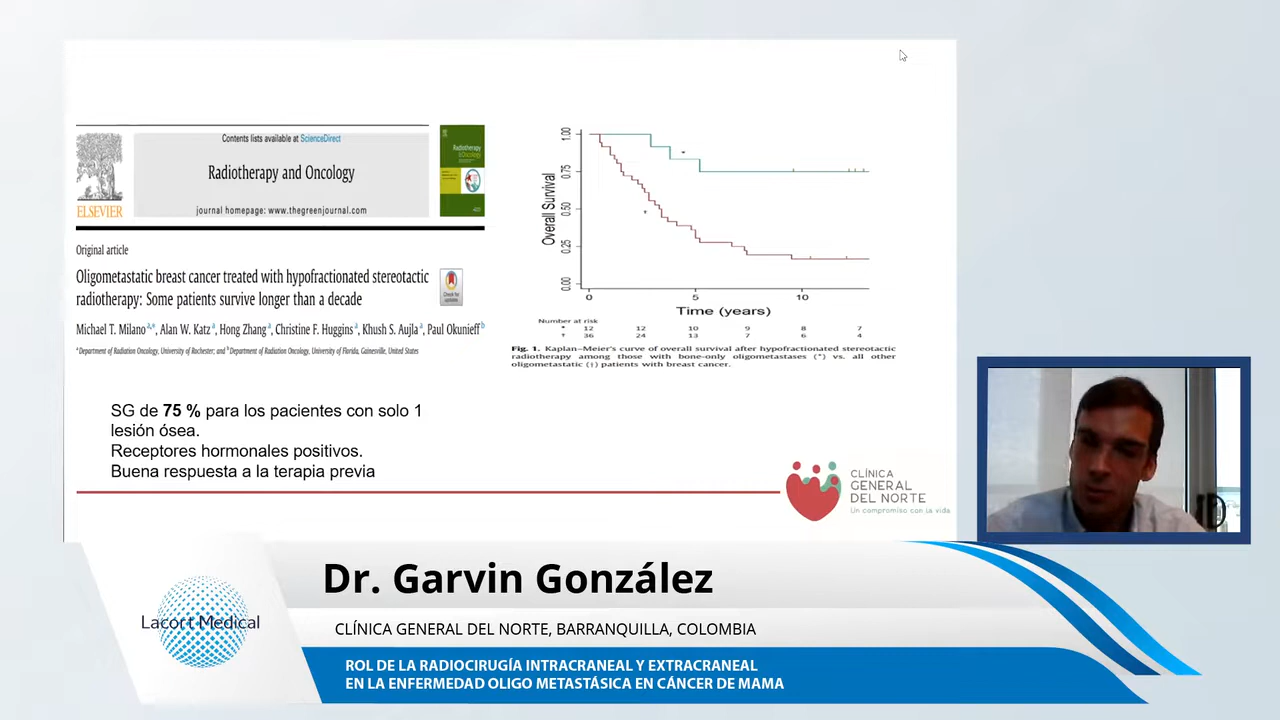 Contents lists available at ScienceDirect
Radiotherapy and Oncology
journal homepage: www.thegreenjournal.com
ELSEVIER
Radiotherapy
Original article
Oligometastatic breast cancer treated with hypofractionated stereotactic
radiotherapy: Some patients survive longer than a decade
Check for
updates
Michael T. Milano a,*, Alan W. Katz a, Hong Zhang a, Christine F. Huggins a, Khush S. Aujla a, Paul Okunieff b
a Department of Radiation Oncology, University of Rochester; and b Department of Radiation Oncology, University of Florida, Gainesville, United States
Overall Survival
1.00
0.75
0.50
0.25
0.00
*
†
0 5 10
Time (years)
Number at risk
* 12 12 10 9 8 7
† 36 24 13 7 6 4
Fig. 1. Kaplan–Meier's curve of overall survival after hypofractionated stereotactic
radiotherapy among those with bone-only oligometastases (*) vs. all other
oligometastatic (†) patients with breast cancer.
SG de 75 % para los pacientes con solo 1
lesión ósea.
Receptores hormonales positivos.
Buena respuesta a la terapia previa
CLÍNICA
GENERAL
DEL NORTE
Un compromiso con la vida
Lacort Medical
Dr. Garvin González
CLÍNICA GENERAL DEL NORTE, BARRANQUILLA, COLOMBIA
ROL DE LA RADIOCIRUGÍA INTRACRANEAL Y EXTRACRANEAL
EN LA ENFERMEDAD OLIGO METASTÁSICA EN CÁNCER DE MAMA